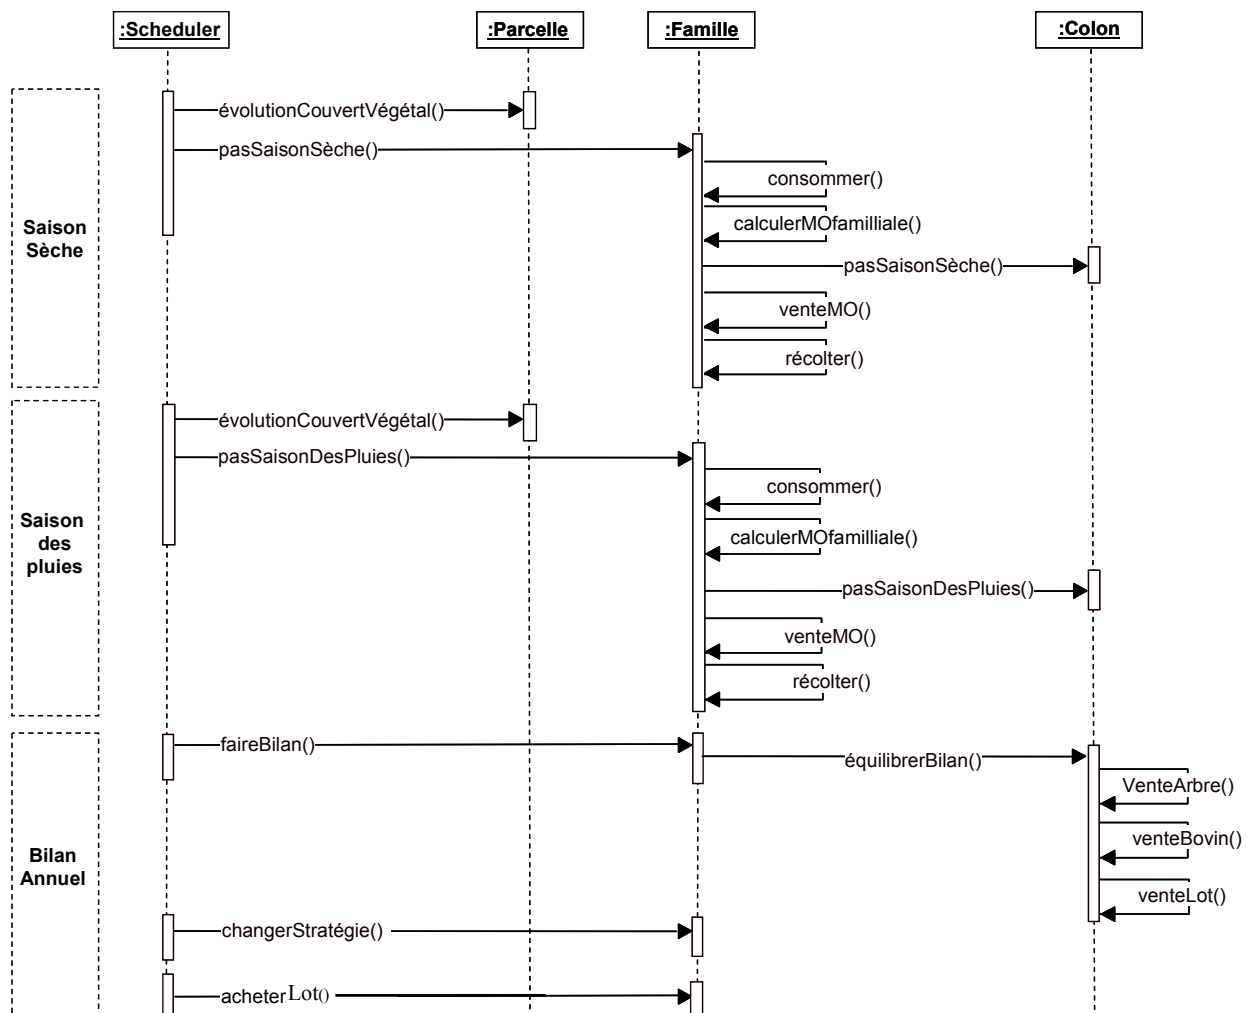 :Scheduler
:Parcelle
:Famille
:Colon
Saison
Sèche
évolutionCouvertVégétal()
pasSaisonSèche()
consommer()
calculerMOfamilliale()
pasSaisonSèche()
venteMO()
récolter()
Saison
des
pluies
évolutionCouvertVégétal()
pasSaisonDesPluies()
consommer()
calculerMOfamilliale()
pasSaisonDesPluies()
venteMO()
récolter()
Bilan
Annuel
faireBilan()
équilibrerBilan()
VenteArbre()
venteBovin()
venteLot()
changerStratégie()
acheterLot()